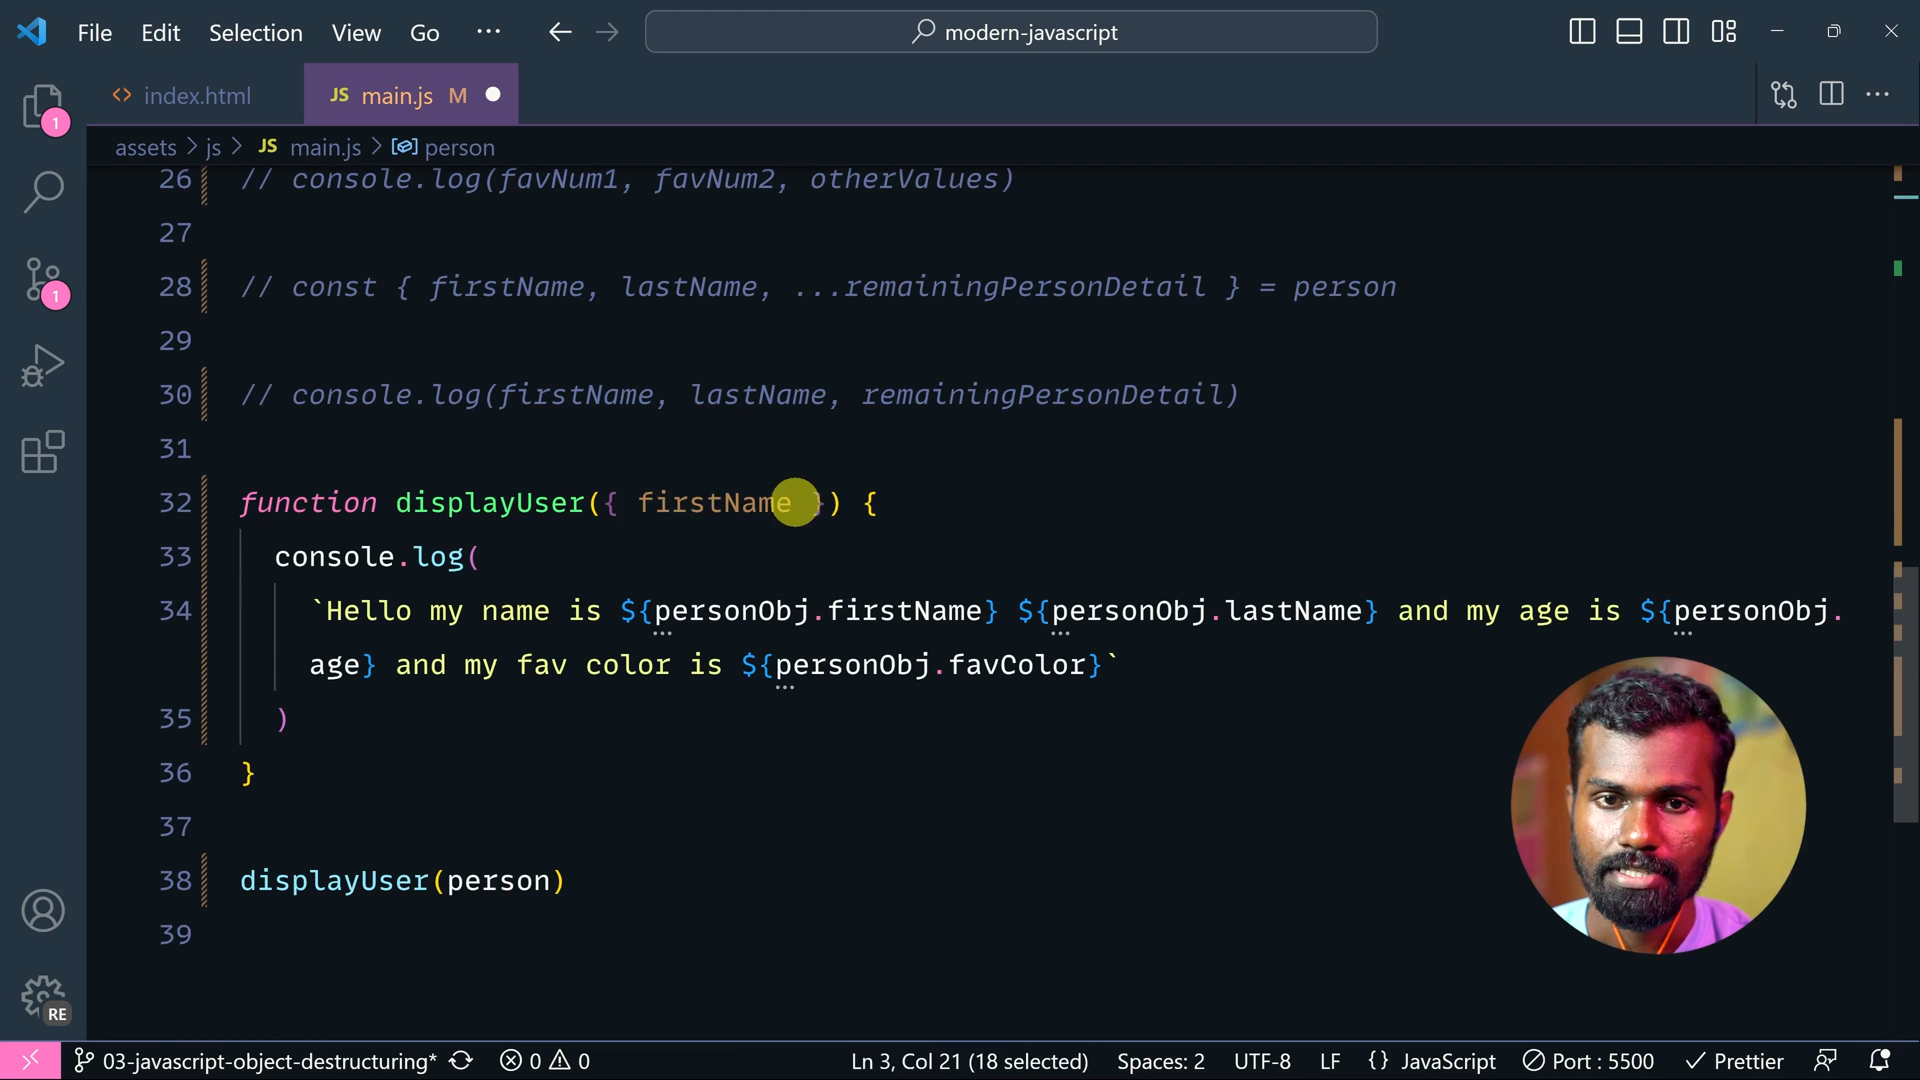 File Edit Selection View Go ··· modern-javascript
index.html JS main.js M
assets > js > JS main.js > person
26 // console.log(favNum1, favNum2, otherValues)
27
28 // const { firstName, lastName, ...remainingPersonDetail } = person
29
30 // console.log(firstName, lastName, remainingPersonDetail)
31
32 function displayUser({ firstName }) {
33 console.log(
34 `Hello my name is ${personObj.firstName} ${personObj.lastName} and my age is ${personObj.
age} and my fav color is ${personObj.favColor}`
35 )
36 }
37
38 displayUser(person)
39
1
1
RE
03-javascript-object-destructuring* 0 0 Ln 3, Col 21 (18 selected) Spaces: 2 UTF-8 LF {} JavaScript Port : 5500 Prettier